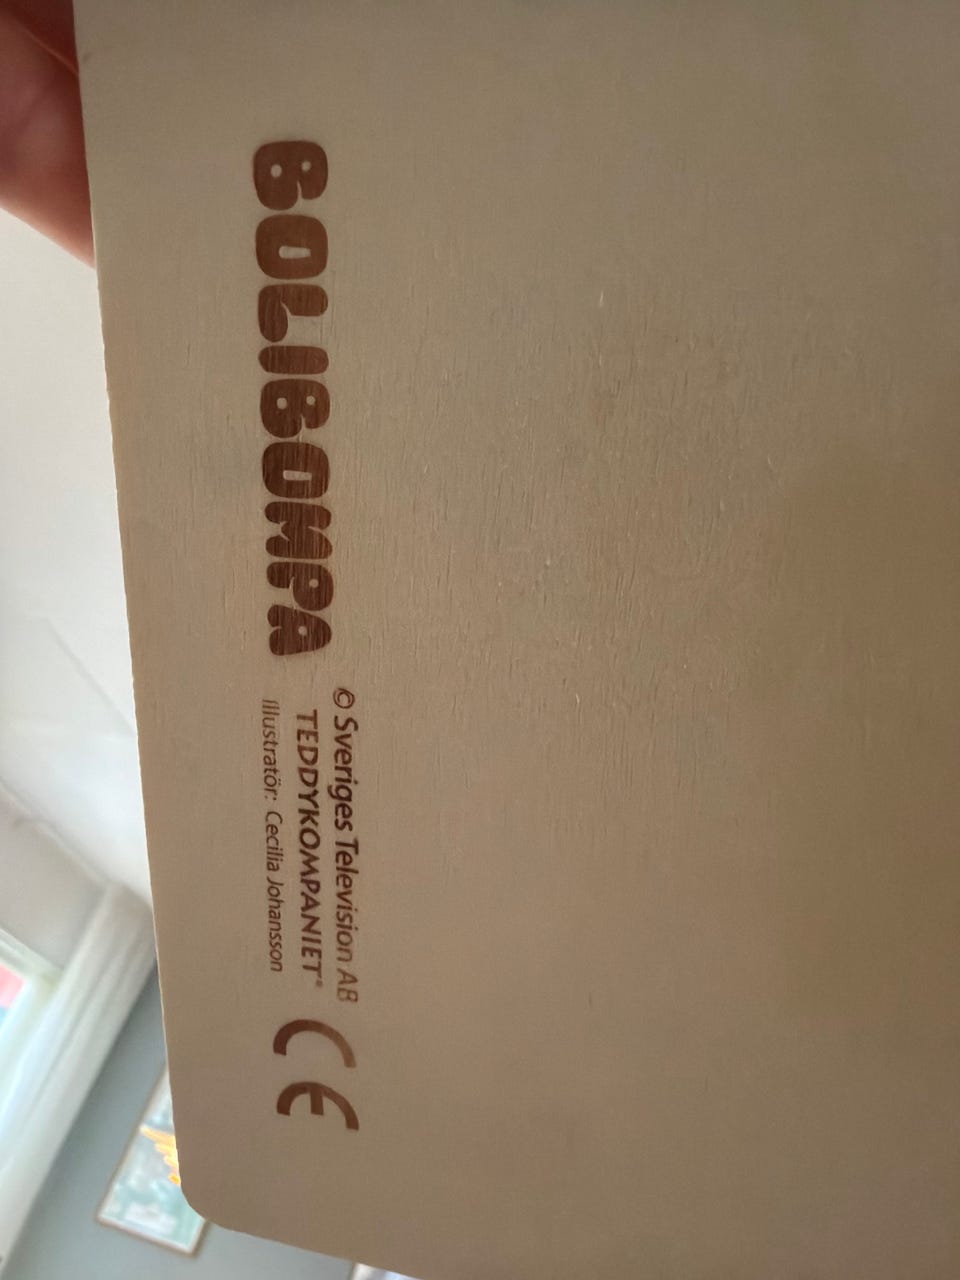 BOLIBOMPA
© Sveriges Television AB
TEDDYKOMPANIET®
Illustratör: Cecilia Johansson
CE